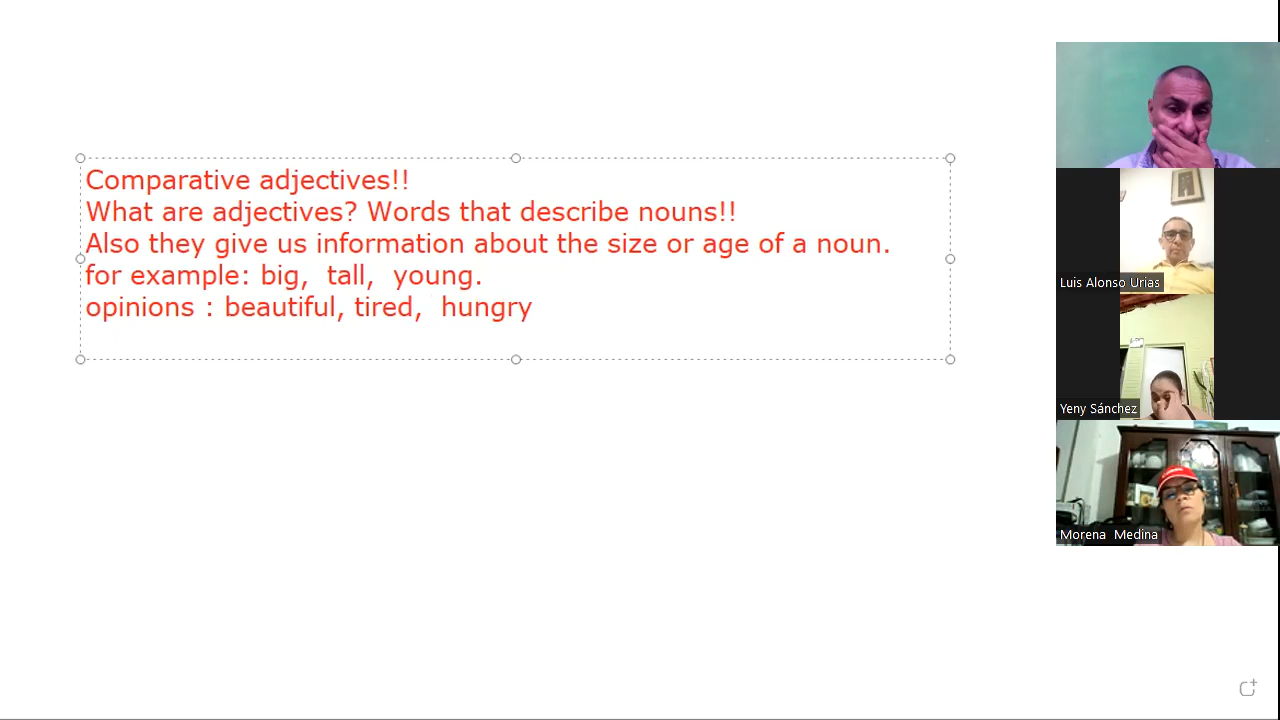 Comparative adjectives!!
What are adjectives? Words that describe nouns!!
Also they give us information about the size or age of a noun.
for example: big,  tall,  young.
opinions : beautiful, tired,  hungry
Luis Alonso Urias
Yeny Sánchez
Morena  Medina